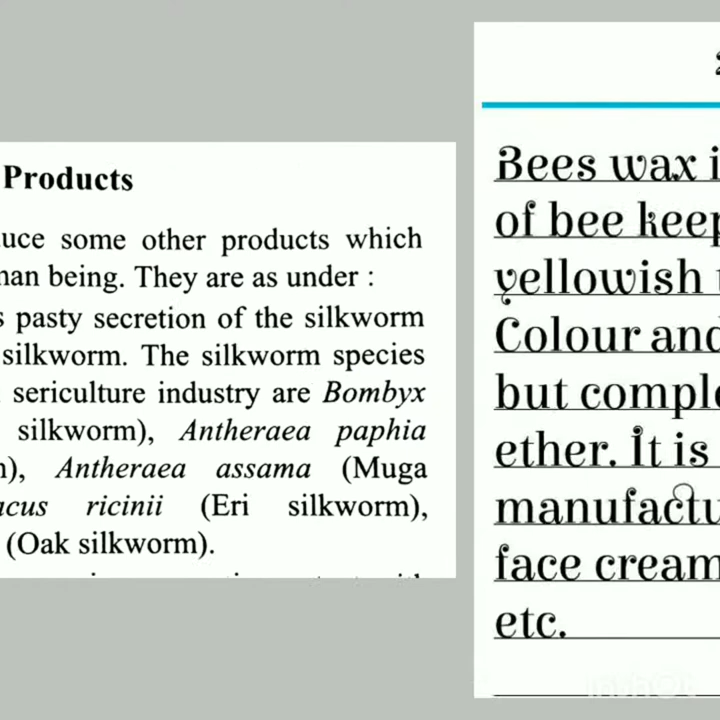 Products
uce some other products which
man being. They are as under :
s pasty secretion of the silkworm
silkworm. The silkworm species
sericulture industry are Bombyx
silkworm), Antheraea paphia
), Antheraea assama (Muga
acus ricinii (Eri silkworm),
(Oak silkworm).
Bees wax i
of bee keep
yellowish
Colour and
but comple
ether. It is
manufactu
face cream
etc.